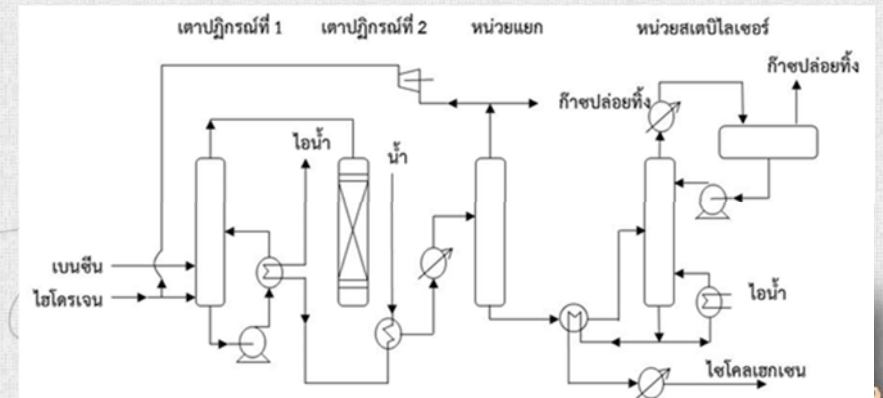 เตาปฏิกรณ์ที่ 1
เตาปฏิกรณ์ที่ 2
หน่วยแยก
หน่วยสเตบิไลเซอร์
ก๊าซปล่อยทิ้ง
ก๊าซปล่อยทิ้ง
ไอน้ำ
น้ำ
เบนซีน
ไฮโดรเจน
ไอน้ำ
ไซโคลเฮกเซน